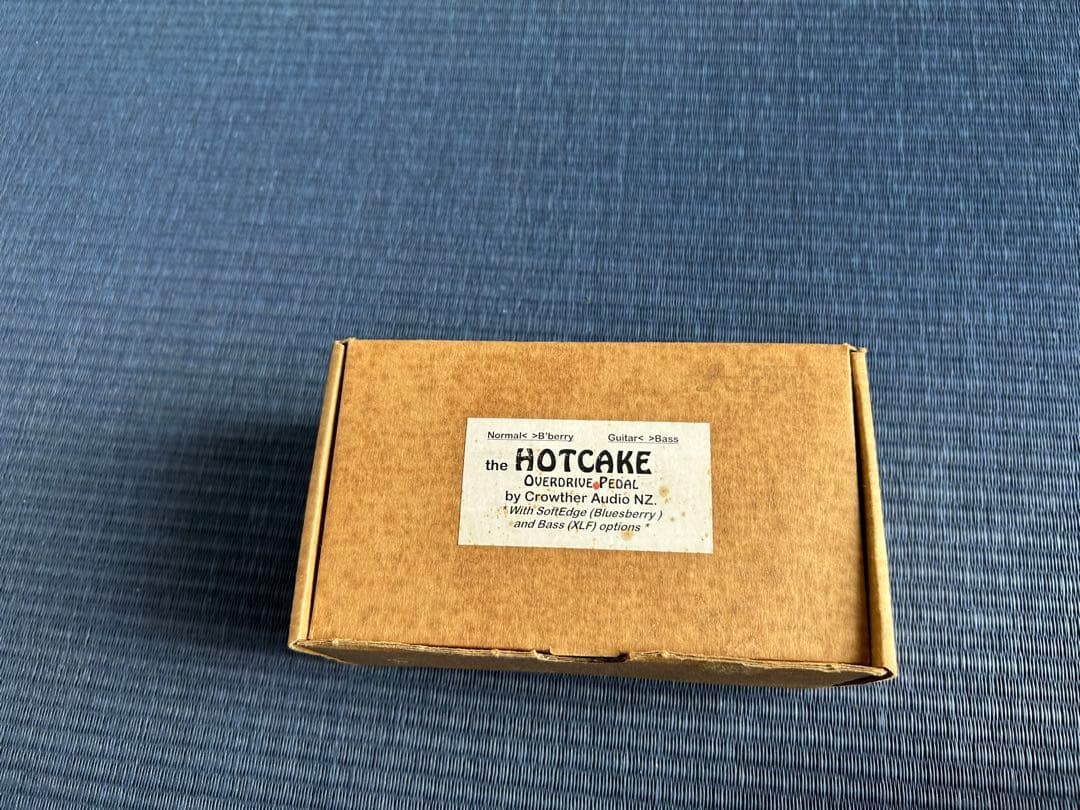 Normal< >B'berry Guitar< >Bass
the HOTCAKE
OVERDRIVE PEDAL
by Crowther Audio NZ.
*With SoftEdge (Bluesberry )
and Bass (XLF) options *